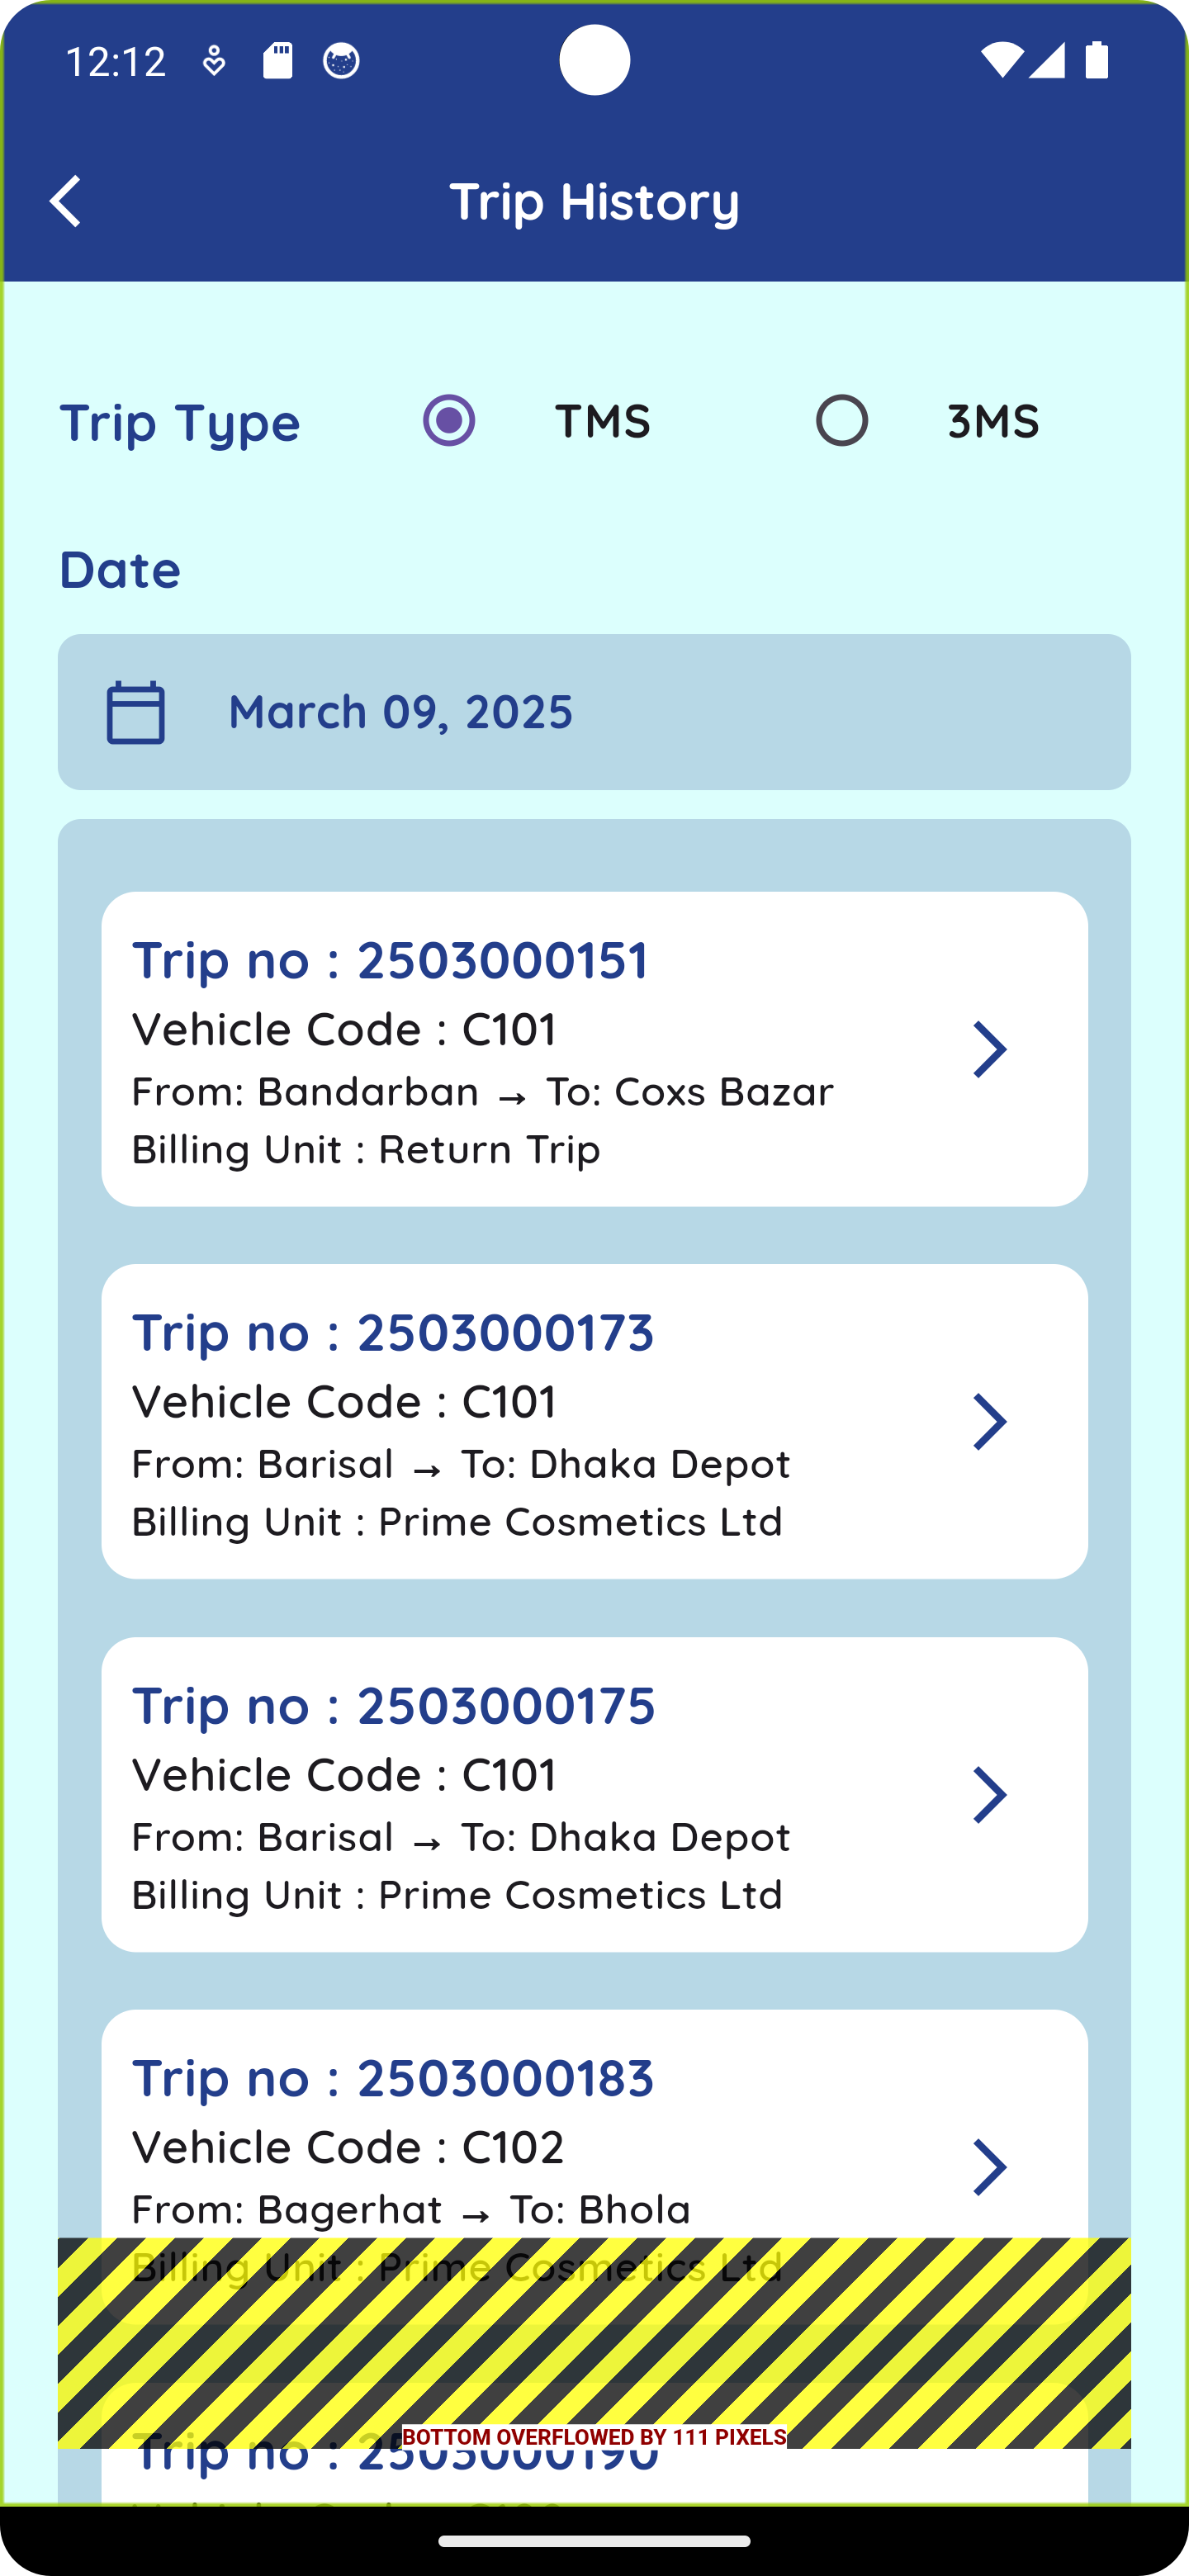 12:12
Trip History
Trip Type TMS 3MS
Date
March 09, 2025
Trip no : 2503000151
Vehicle Code : C101
From: Bandarban → To: Coxs Bazar
Billing Unit : Return Trip
Trip no : 2503000173
Vehicle Code : C101
From: Barisal → To: Dhaka Depot
Billing Unit : Prime Cosmetics Ltd
Trip no : 2503000175
Vehicle Code : C101
From: Barisal → To: Dhaka Depot
Billing Unit : Prime Cosmetics Ltd
Trip no : 2503000183
Vehicle Code : C102
From: Bagerhat → To: Bhola
Billing Unit : Prime Cosmetics Ltd
BOTTOM OVERFLOWED BY 111 PIXELS
Trip no : 2503000190